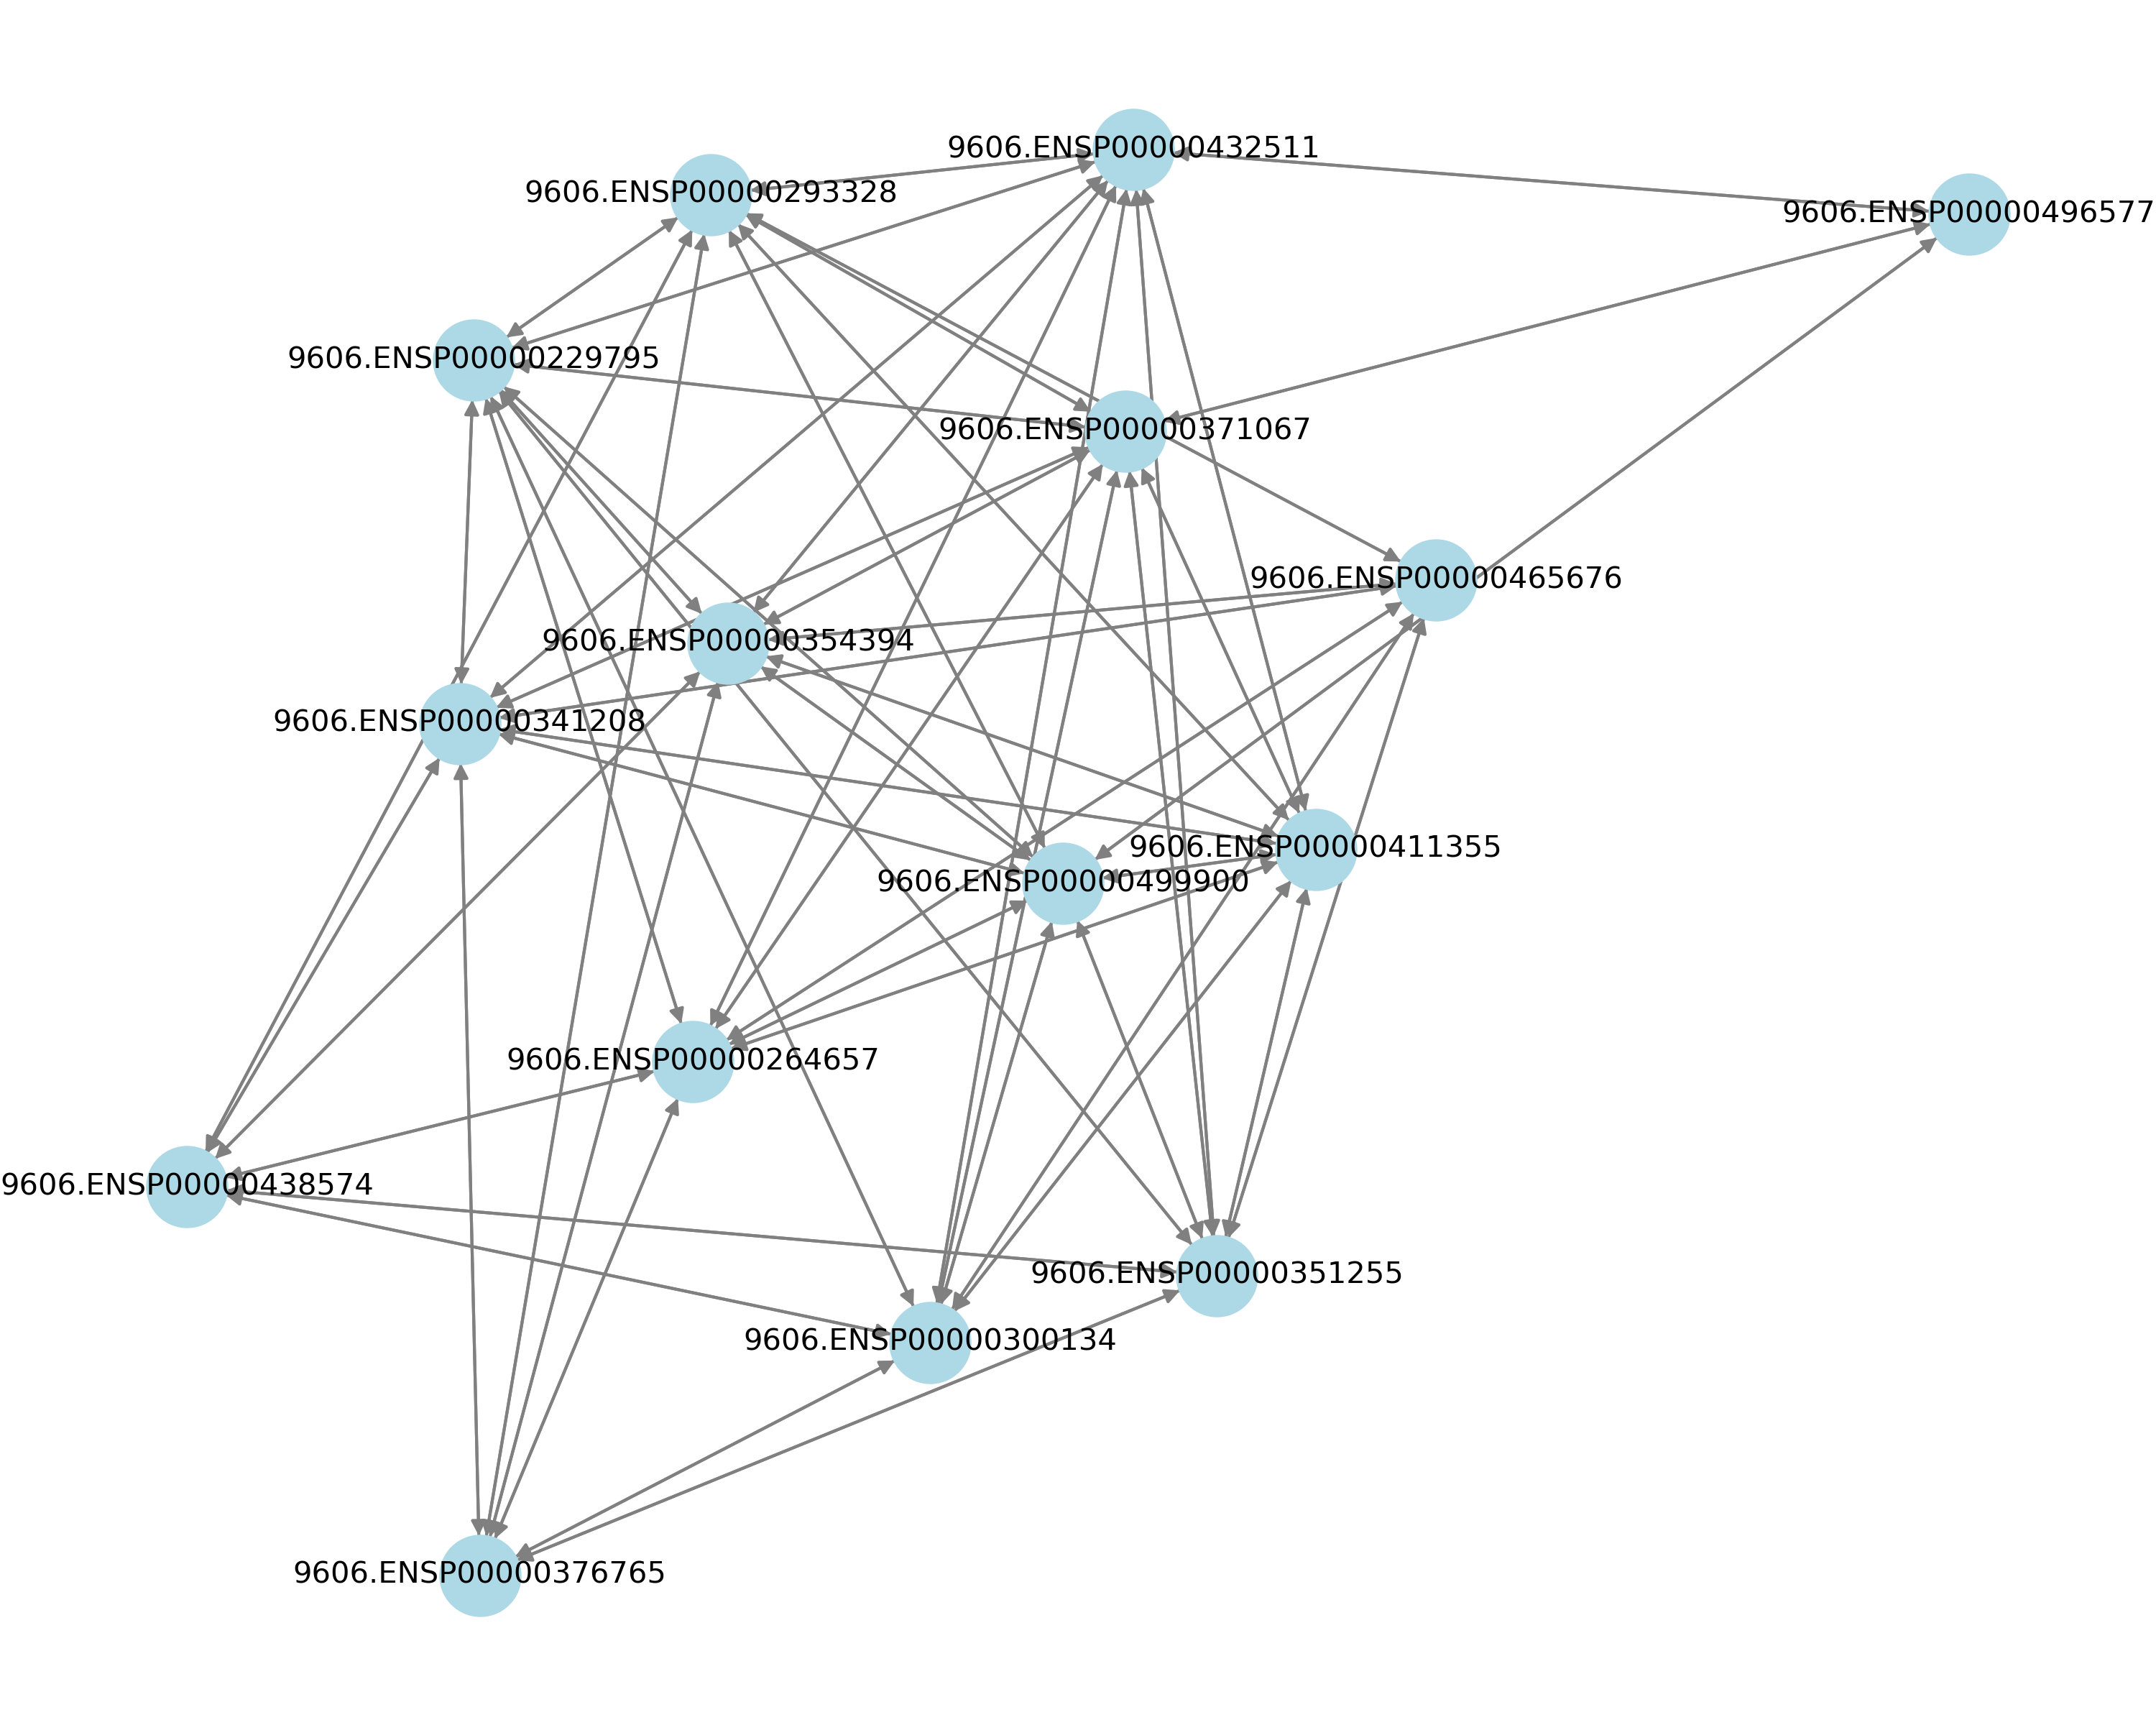 9606.ENSP00000432511
9606.ENSP00000293328
9606.ENSP00000496577
9606.ENSP00000229795
9606.ENSP00000371067
9606.ENSP00000465676
9606.ENSP00000354394
9606.ENSP00000341208
9606.ENSP00000411355
9606.ENSP00000499900
9606.ENSP00000264657
9606.ENSP00000438574
9606.ENSP00000351255
9606.ENSP00000300134
9606.ENSP00000376765